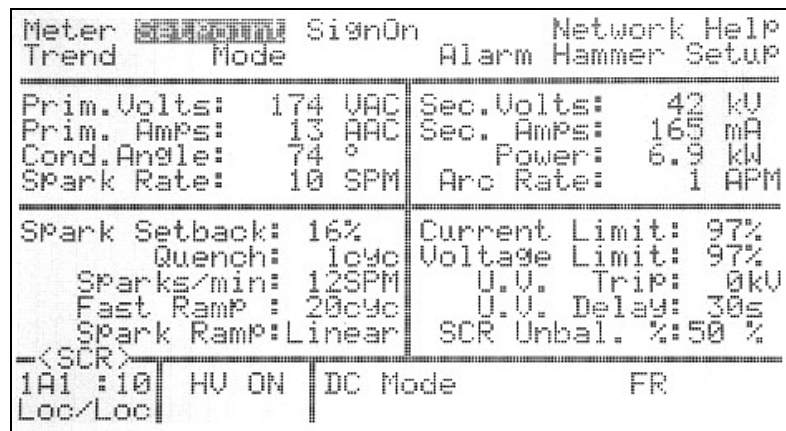 Meter SetPoint SignOn Network Help
Trend Mode Alarm Hammer Setup
Prim.Volts: 174 VAC
Prim. Amps: 13 AAC
Cond.Angle: 74 °
Spark Rate: 10 SPM
Sec.Volts: 42 kV
Sec. Amps: 165 mA
Power: 6.9 kW
Arc Rate: 1 APM
Spark Setback: 16%
Quench: 1cyc
Sparks/min: 12SPM
Fast Ramp : 20cyc
Spark Ramp:Linear
Current Limit: 97%
Voltage Limit: 97%
U.V. Trip: 0kV
U.V. Delay: 30s
SCR Unbal. %:50 %
<SCR>
1A1 :10
Loc/Loc
HV ON
DC Mode FR